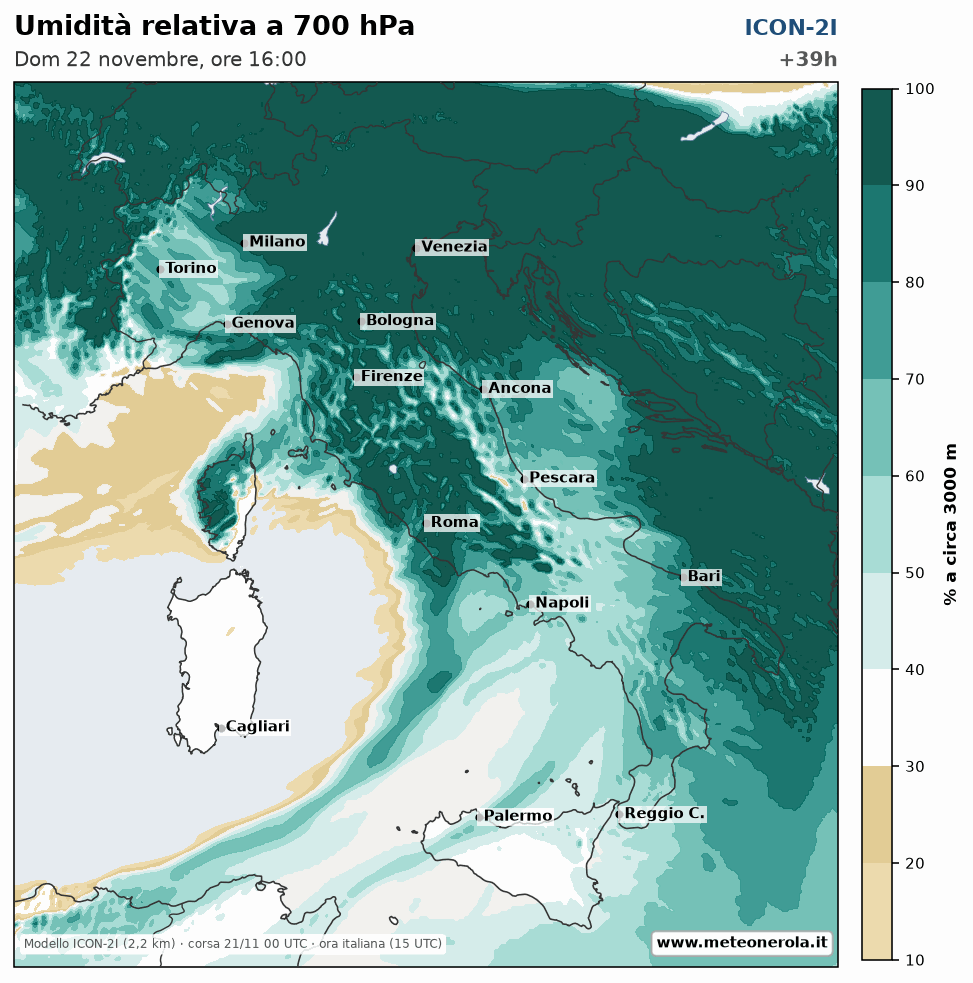 Umidità relativa a 700 hPa
ICON-2I
Dom 22 novembre, ore 16:00
+39h
100
90
80
70
60
50
40
30
20
10
% a circa 3000 m
Milano
Venezia
Torino
Genova
Bologna
Firenze
Ancona
Pescara
Roma
Bari
Napoli
Cagliari
Palermo
Reggio C.
Modello ICON-2I (2,2 km) · corsa 21/11 00 UTC · ora italiana (15 UTC)
www.meteonerola.it